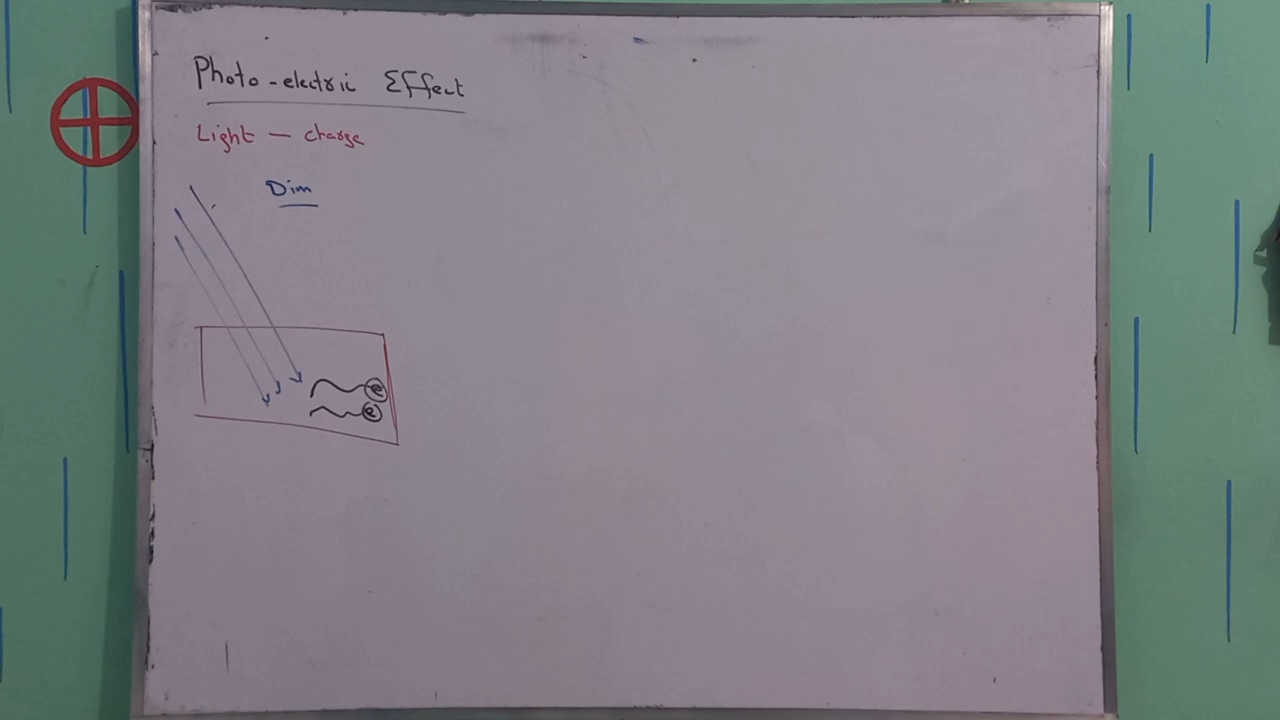 Photo-electric Effect
Light — charge
Dim
e
e